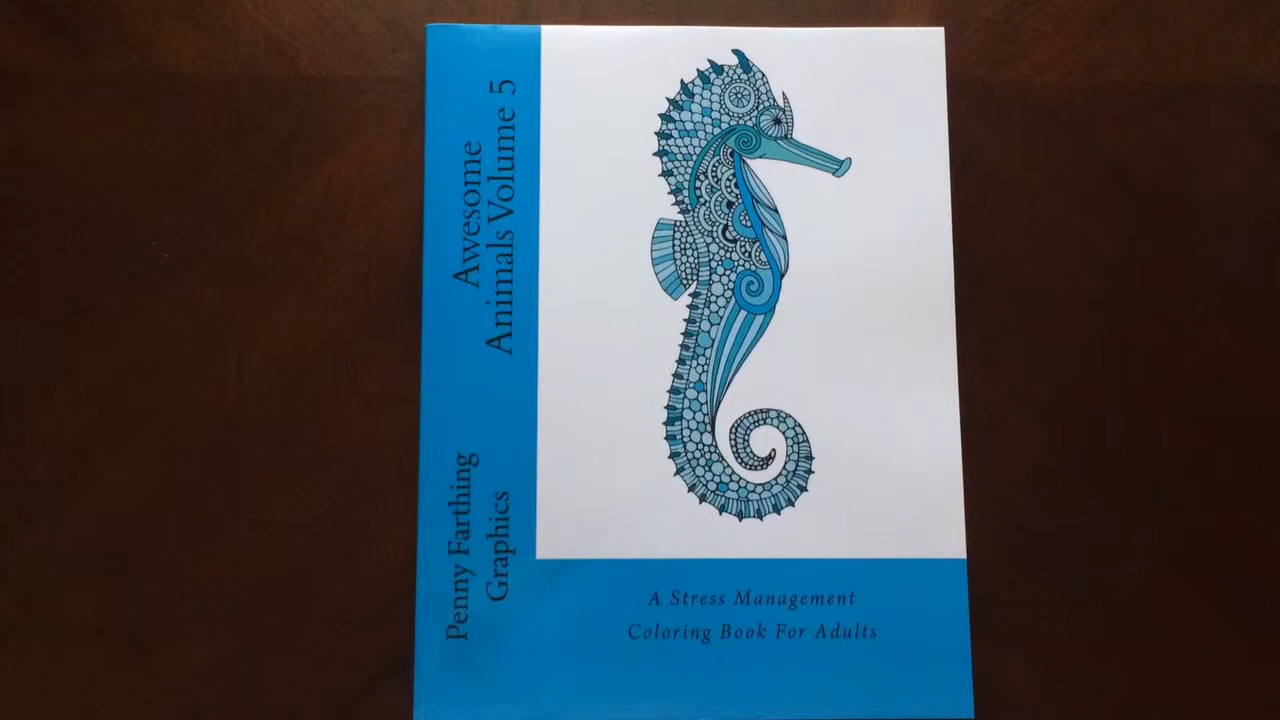 Awesome
Animals Volume 5
Penny Farthing
Graphics
A Stress Management
Coloring Book For Adults